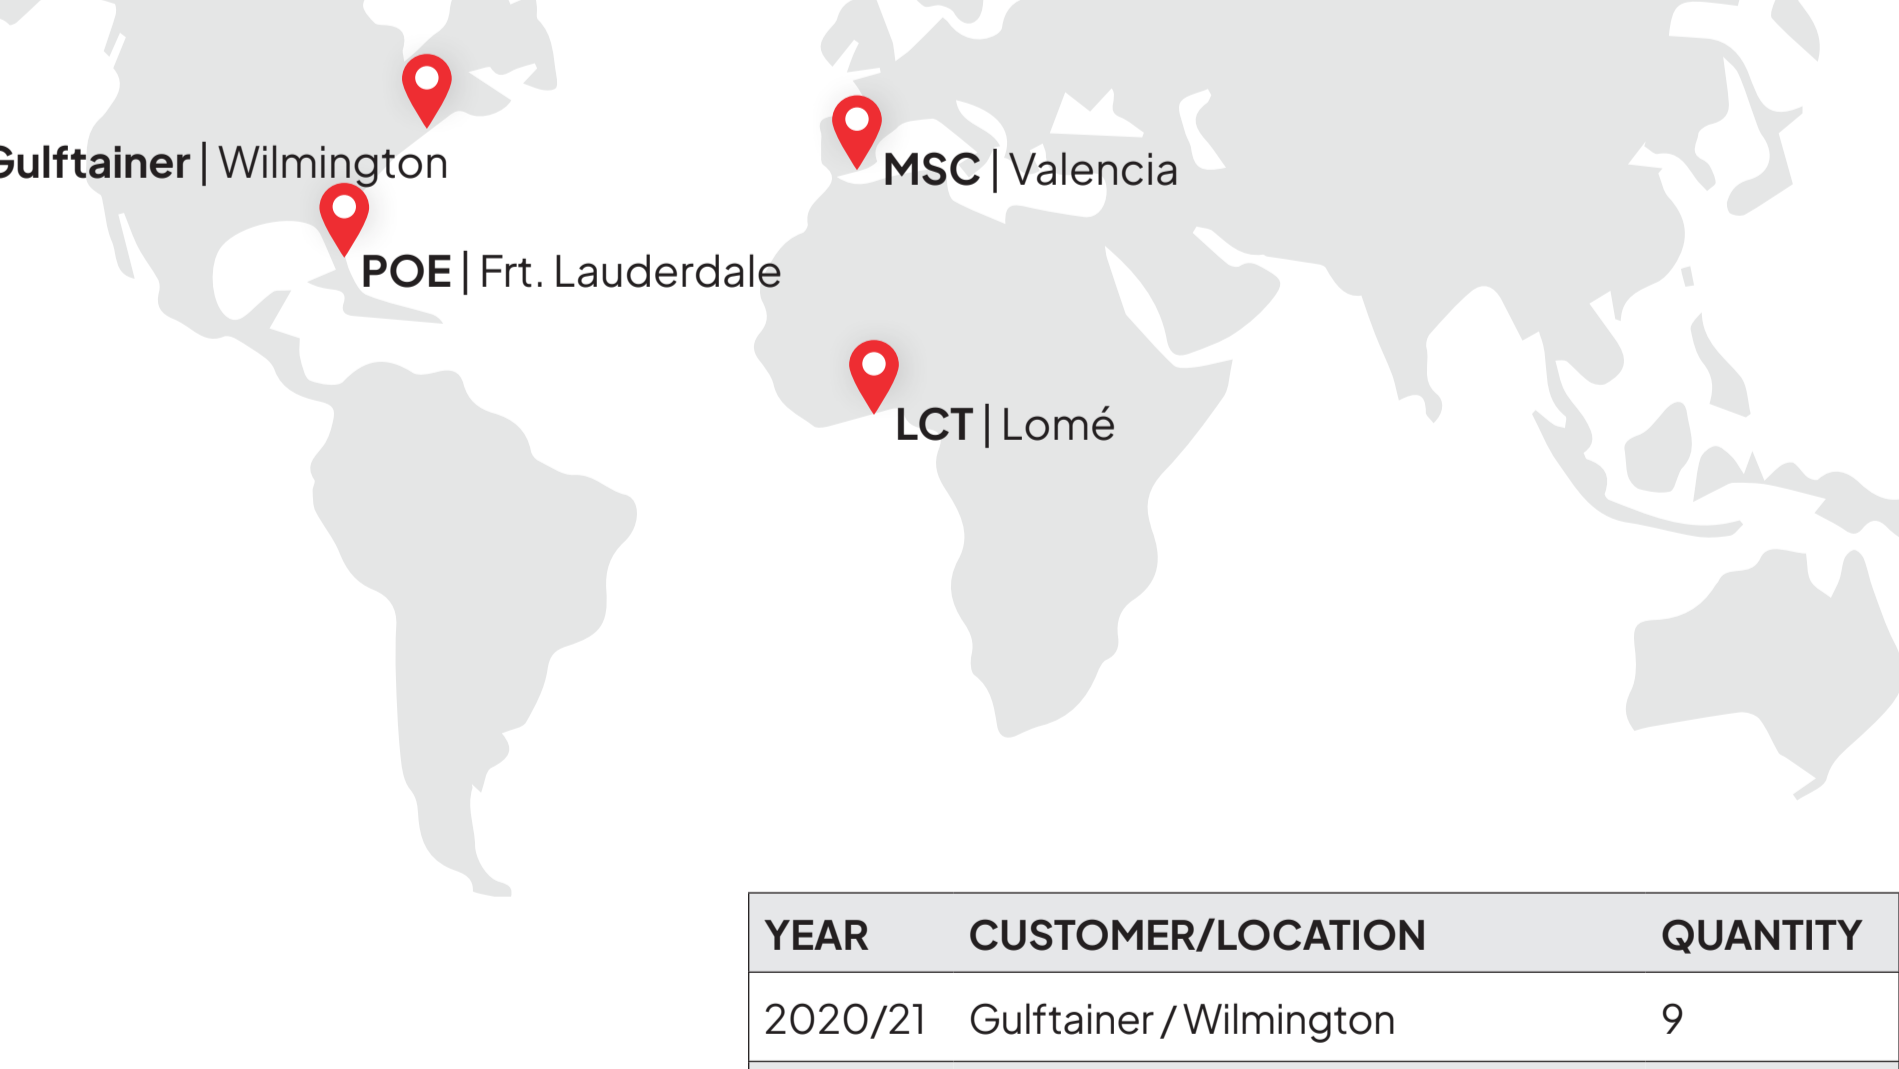 Gulftainer | Wilmington
MSC | Valencia
POE | Frt. Lauderdale
LCT | Lomé
YEAR CUSTOMER/LOCATION QUANTITY
2020/21 Gulftainer / Wilmington 9